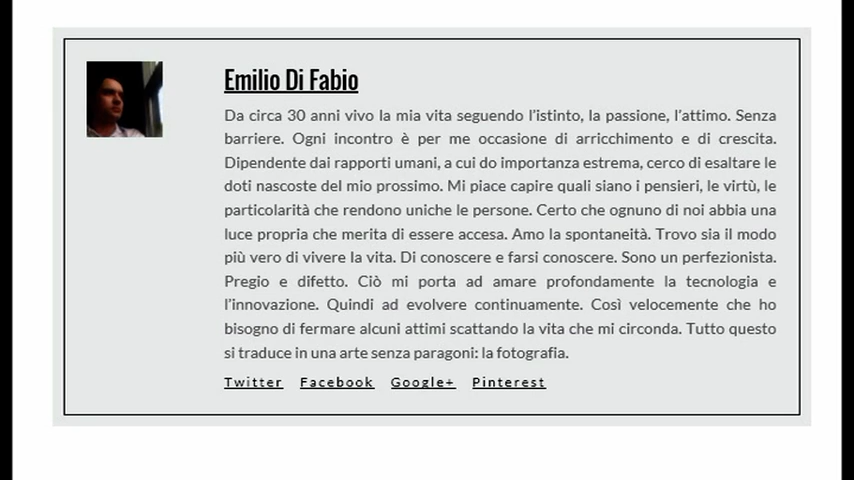 Emilio Di Fabio
Da circa 30 anni vivo la mia vita seguendo l'istinto, la passione, l'attimo. Senza
barriere. Ogni incontro è per me occasione di arricchimento e di crescita.
Dipendente dai rapporti umani, a cui do importanza estrema, cerco di esaltare le
doti nascoste del mio prossimo. Mi piace capire quali siano i pensieri, le virtù, le
particolarità che rendono uniche le persone. Certo che ognuno di noi abbia una
luce propria che merita di essere accesa. Amo la spontaneità. Trovo sia il modo
più vero di vivere la vita. Di conoscere e farsi conoscere. Sono un perfezionista.
Pregio e difetto. Ciò mi porta ad amare profondamente la tecnologia e
l'innovazione. Quindi ad evolvere continuamente. Così velocemente che ho
bisogno di fermare alcuni attimi scattando la vita che mi circonda. Tutto questo
si traduce in una arte senza paragoni: la fotografia.
Twitter Facebook Google+ Pinterest